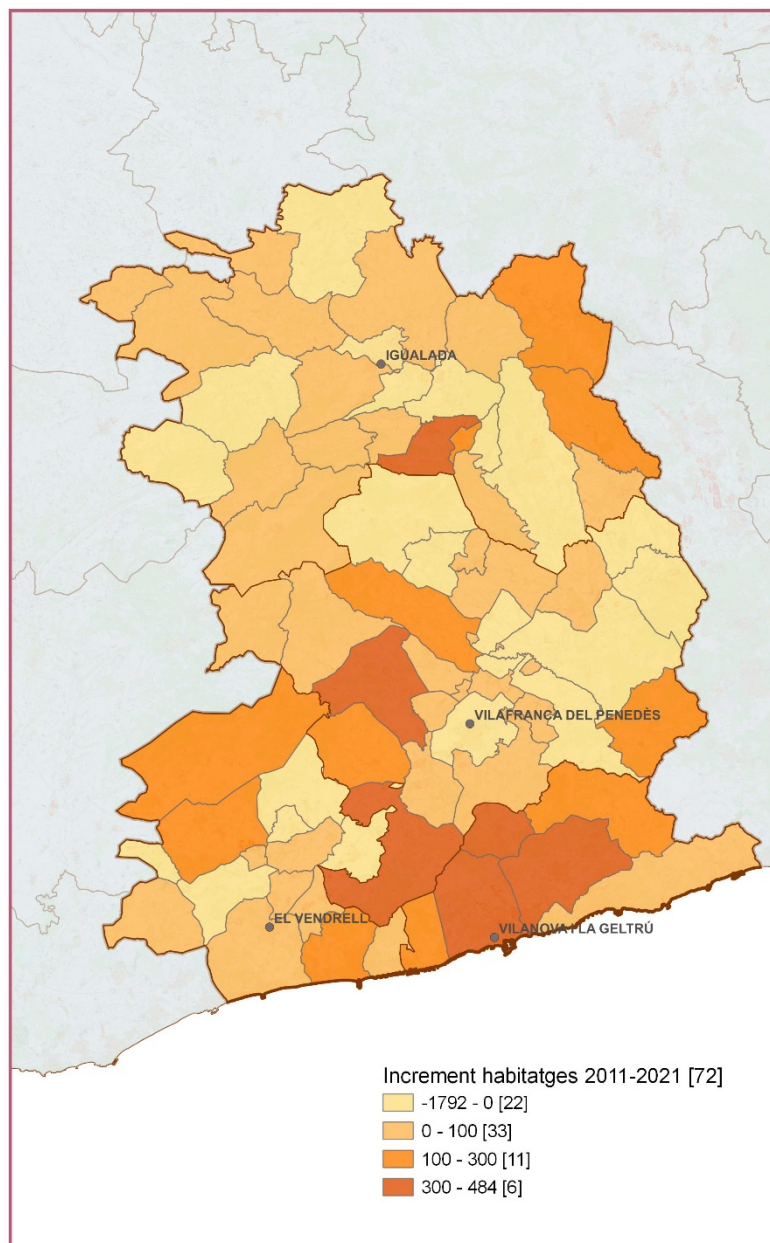 IGUALADA
VILAFRANCA DEL PENEDÈS
EL VENDRELL
VILANOVA I LA GELTRÚ
Increment habitatges 2011-2021 [72]
-1792 - 0 [22]
0 - 100 [33]
100 - 300 [11]
300 - 484 [6]